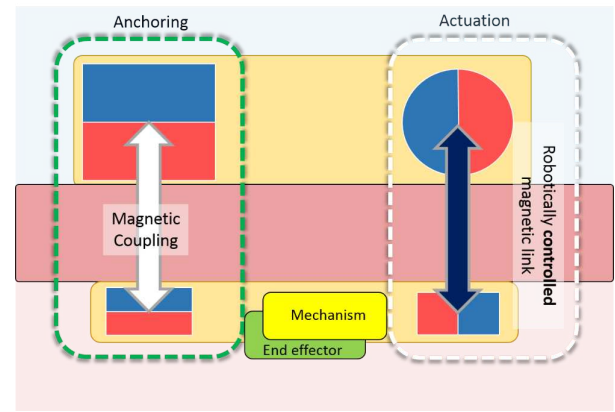 Anchoring
Actuation
Magnetic
Coupling
Robotically controlled
magnetic link
Mechanism
End effector